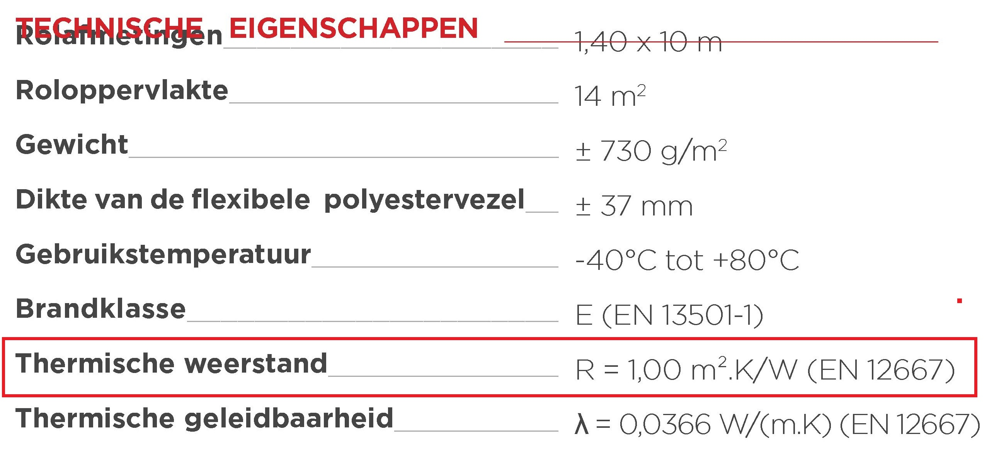 TECHNISCHE EIGENSCHAPPEN
Rolafmetingen 1,40 x 10 m
Roloppervlakte 14 m²
Gewicht ± 730 g/m²
Dikte van de flexibele polyestervezel ± 37 mm
Gebruikstemperatuur -40°C tot +80°C
Brandklasse E (EN 13501-1)
Thermische weerstand R = 1,00 m².K/W (EN 12667)
Thermische geleidbaarheid λ = 0,0366 W/(m.K) (EN 12667)